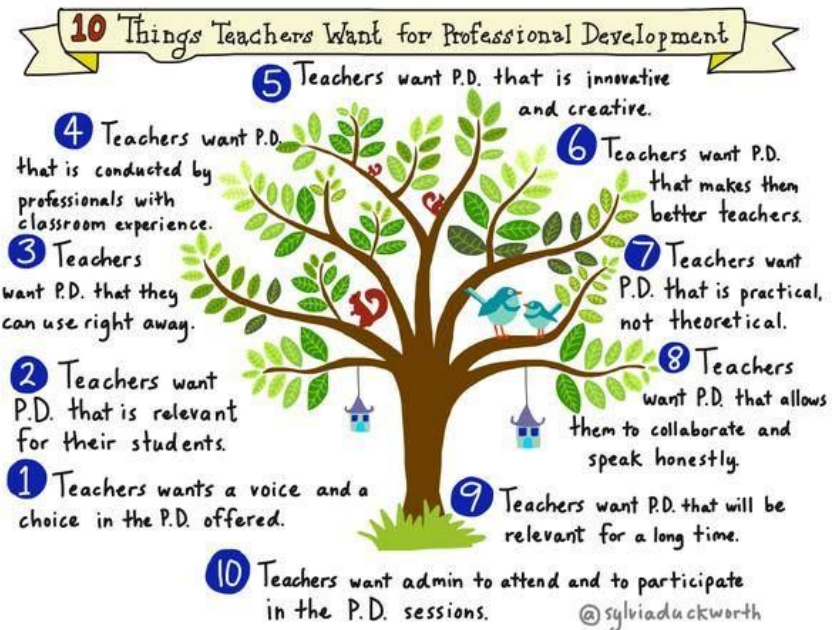 10 Things Teachers Want for Professional Development
1 Teachers wants a voice and a
choice in the P.D. offered.
2 Teachers want
P.D. that is relevant
for their students.
3 Teachers
want P.D. that they
can use right away.
4 Teachers want P.D.
that is conducted by
professionals with
classroom experience.
5 Teachers want P.D. that is innovative
and creative.
6 Teachers want P.D.
that makes them
better teachers.
7 Teachers want
P.D. that is practical,
not theoretical.
8 Teachers
want P.D. that allows
them to collaborate and
speak honestly.
9 Teachers want P.D. that will be
relevant for a long time.
10 Teachers want admin to attend and to participate
in the P.D. sessions.
@sylviaduckworth